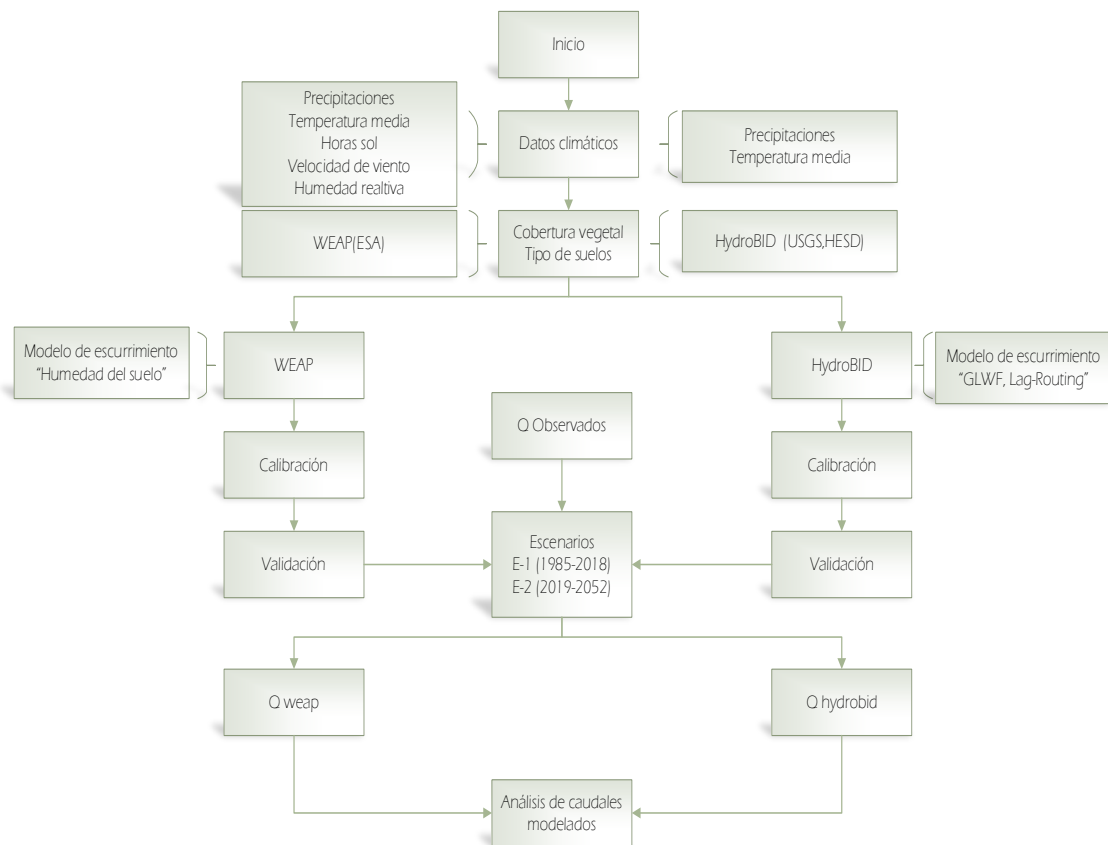 Inicio
Precipitaciones
Temperatura media
Horas sol
Velocidad de viento
Humedad realtiva
Datos climáticos
Precipitaciones
Temperatura media
WEAP(ESA)
Cobertura vegetal
Tipo de suelos
HydroBID (USGS,HESD)
Modelo de escurrimiento
“Humedad del suelo”
WEAP
HydroBID
Modelo de escurrimiento
“GLWF, Lag-Routing”
Q Observados
Calibración
Calibración
Validación
Escenarios
E-1 (1985-2018)
E-2 (2019-2052)
Validación
Q weap
Q hydrobid
Análisis de caudales
modelados